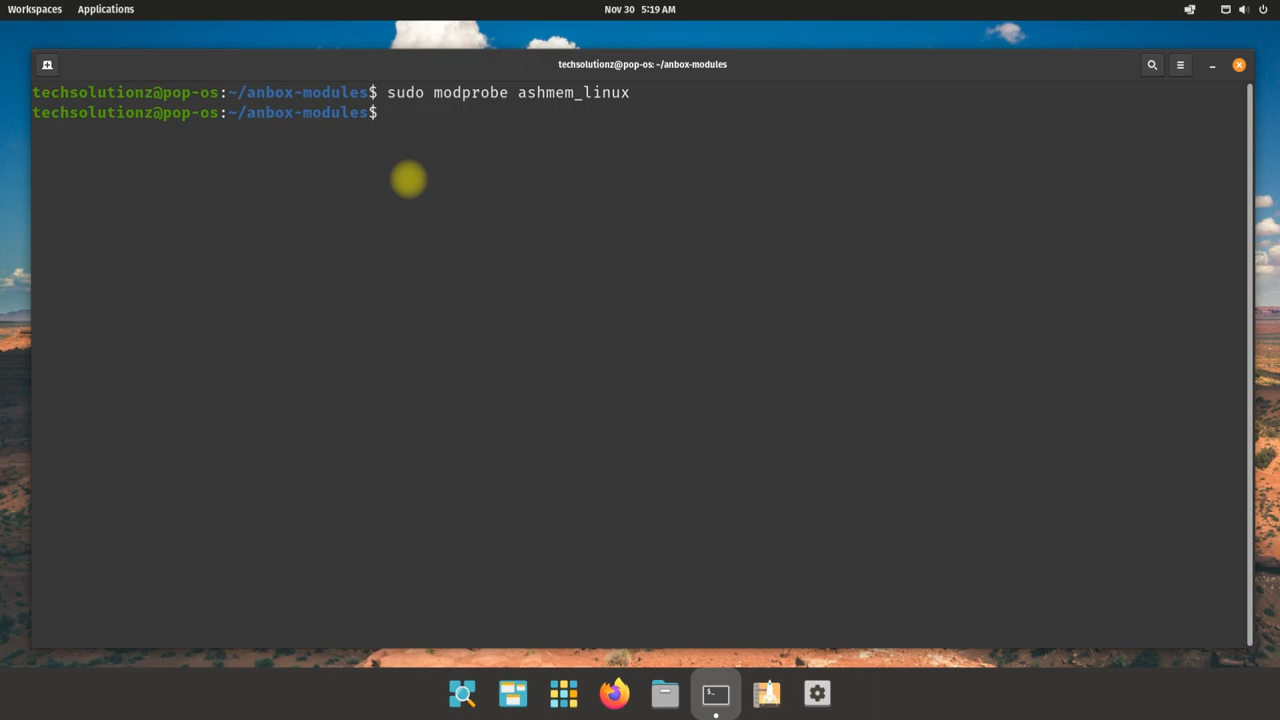 Workspaces Applications Nov 30 5:19 AM
techsolutionz@pop-os: ~/anbox-modules
techsolutionz@pop-os:~/anbox-modules$ sudo modprobe ashmem_linux
techsolutionz@pop-os:~/anbox-modules$
$_